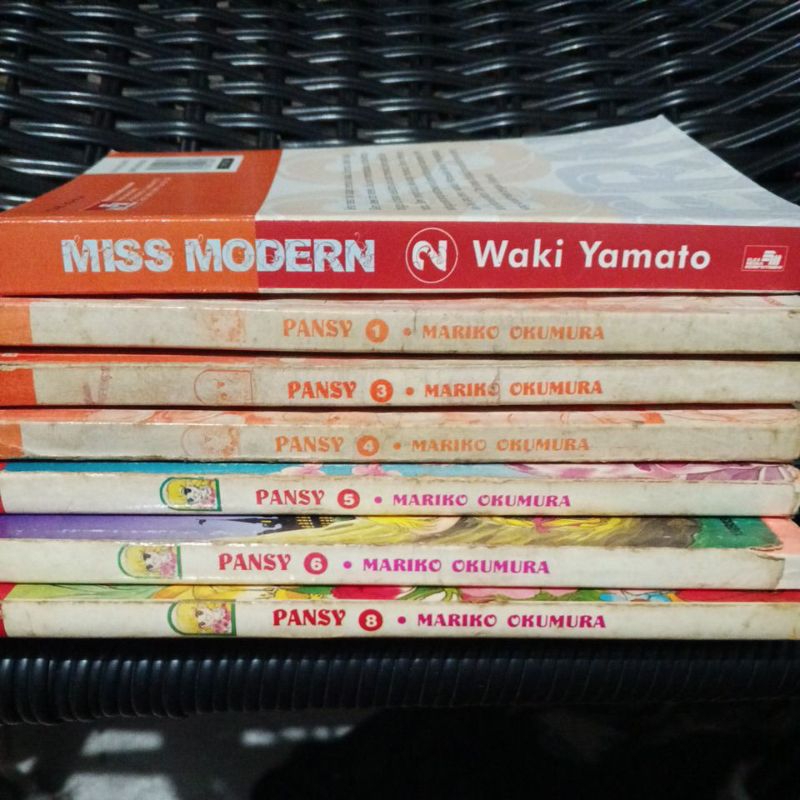 MISS MODERN 2 Waki Yamato
PANSY 1 • MARIKO OKUMURA
PANSY 3 • MARIKO OKUMURA
PANSY 4 • MARIKO OKUMURA
PANSY 5 • MARIKO OKUMURA
PANSY 6 • MARIKO OKUMURA
PANSY 8 • MARIKO OKUMURA